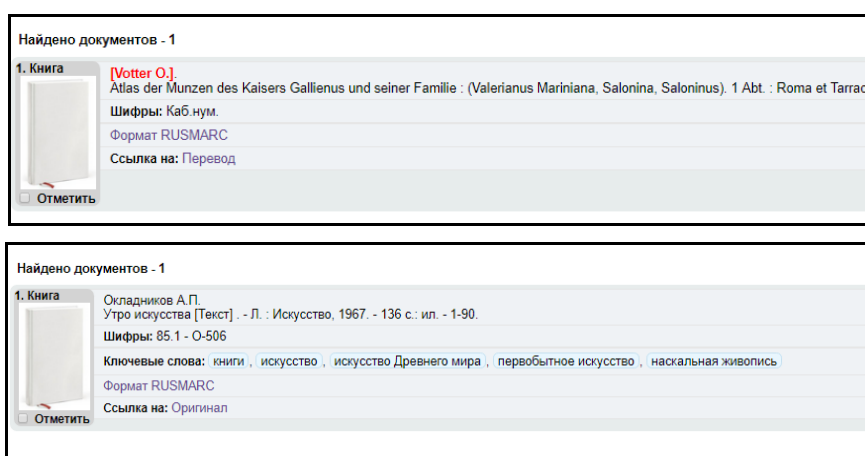 Найдено документов - 1
1. Книга
[Votter O.].
Atlas der Munzen des Kaisers Gallienus und seiner Familie : (Valerianus Mariniana, Salonina, Saloninus). 1 Abt. : Roma et Tarrac
Шифры: Каб.нум.
Формат RUSMARC
Ссылка на: Перевод
Отметить
Найдено документов - 1
1. Книга
Окладников А.П.
Утро искусства [Текст] . - Л. : Искусство, 1967. - 136 с.: ил. - 1-90.
Шифры: 85.1 - О-506
Ключевые слова: книги , искусство , искусство Древнего мира , первобытное искусство , наскальная живопись
Формат RUSMARC
Ссылка на: Оригинал
Отметить